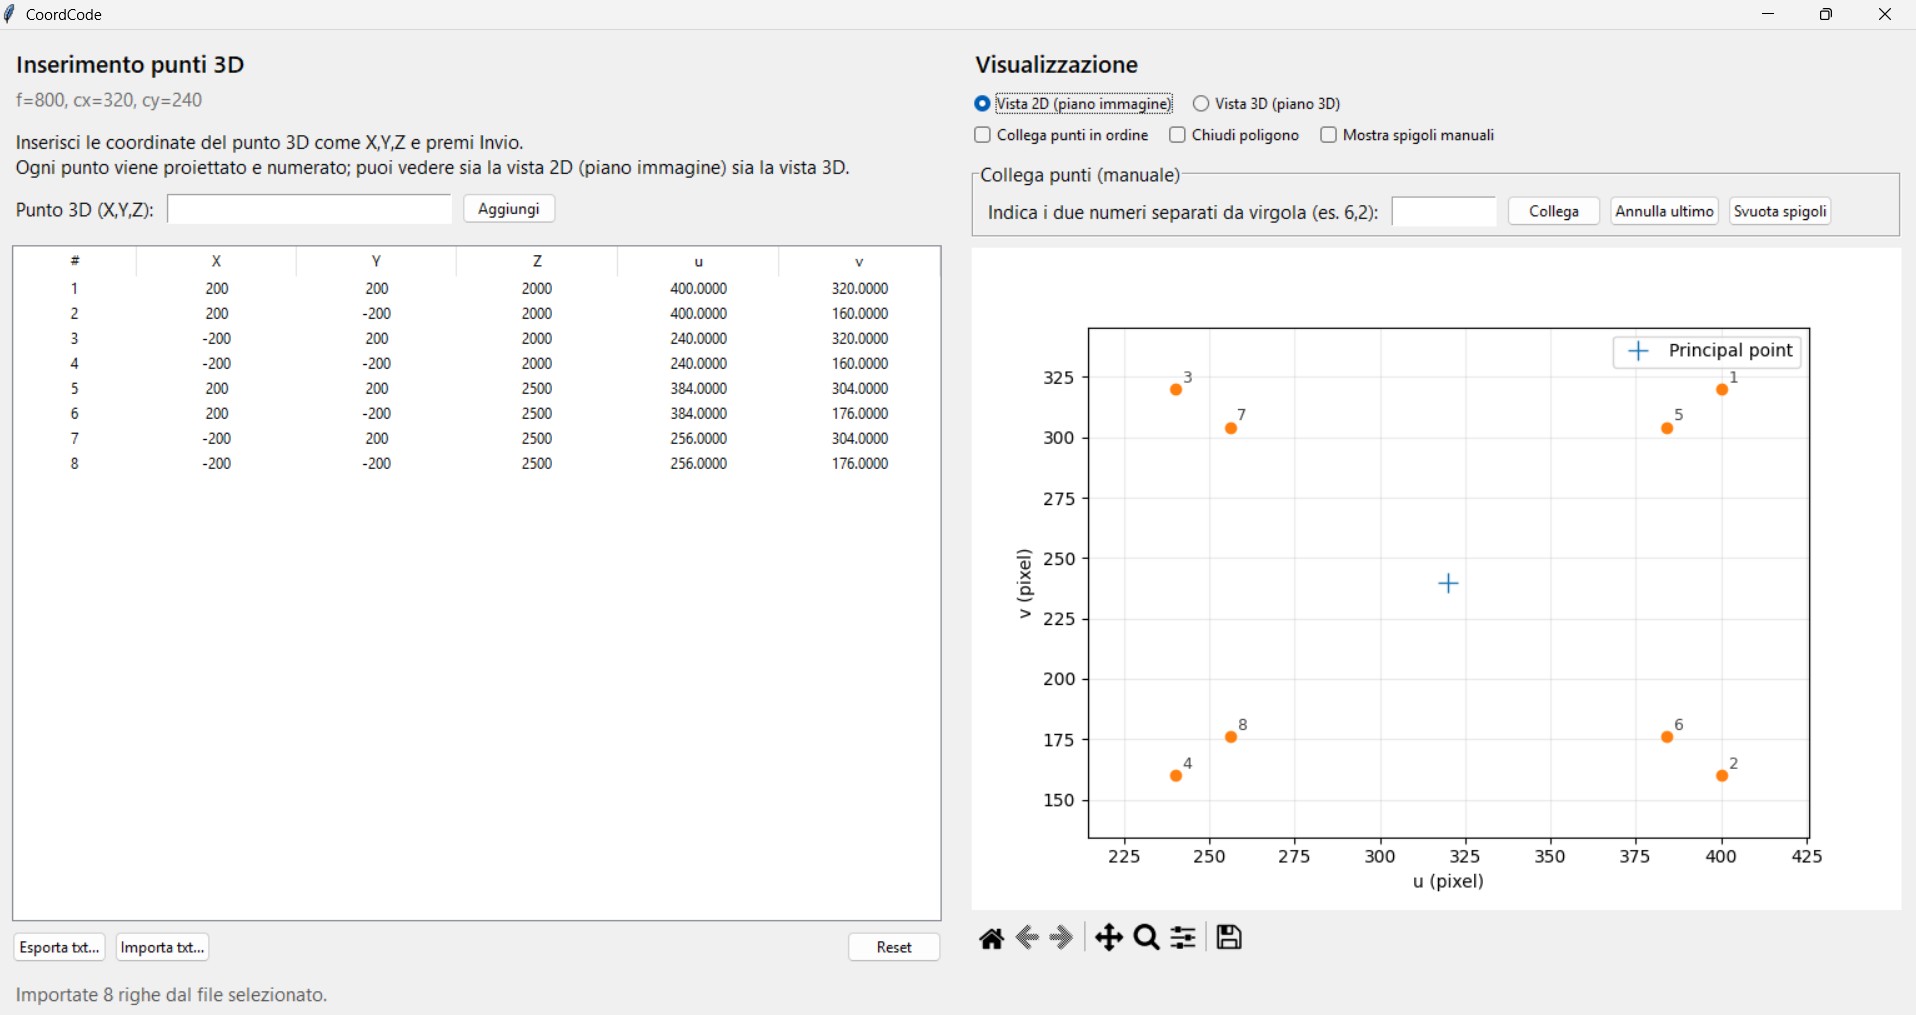 CoordCode
Inserimento punti 3D
f=800, cx=320, cy=240
Inserisci le coordinate del punto 3D come X,Y,Z e premi Invio.
Ogni punto viene proiettato e numerato; puoi vedere sia la vista 2D (piano immagine) sia la vista 3D.
Punto 3D (X,Y,Z):
Aggiungi
# X Y Z u v
1 200 200 2000 400.0000 320.0000
2 200 -200 2000 400.0000 160.0000
3 -200 200 2000 240.0000 320.0000
4 -200 -200 2000 240.0000 160.0000
5 200 200 2500 384.0000 304.0000
6 200 -200 2500 384.0000 176.0000
7 -200 200 2500 256.0000 304.0000
8 -200 -200 2500 256.0000 176.0000
Esporta txt...
Importa txt...
Reset
Importate 8 righe dal file selezionato.
Visualizzazione
Vista 2D (piano immagine)
Vista 3D (piano 3D)
Collega punti in ordine
Chiudi poligono
Mostra spigoli manuali
Collega punti (manuale)
Indica i due numeri separati da virgola (es. 6,2):
Collega
Annulla ultimo
Svuota spigoli
Principal point
3
1
7
5
8
6
4
2
325
300
275
250
225
200
175
150
v (pixel)
225 250 275 300 325 350 375 400 425
u (pixel)